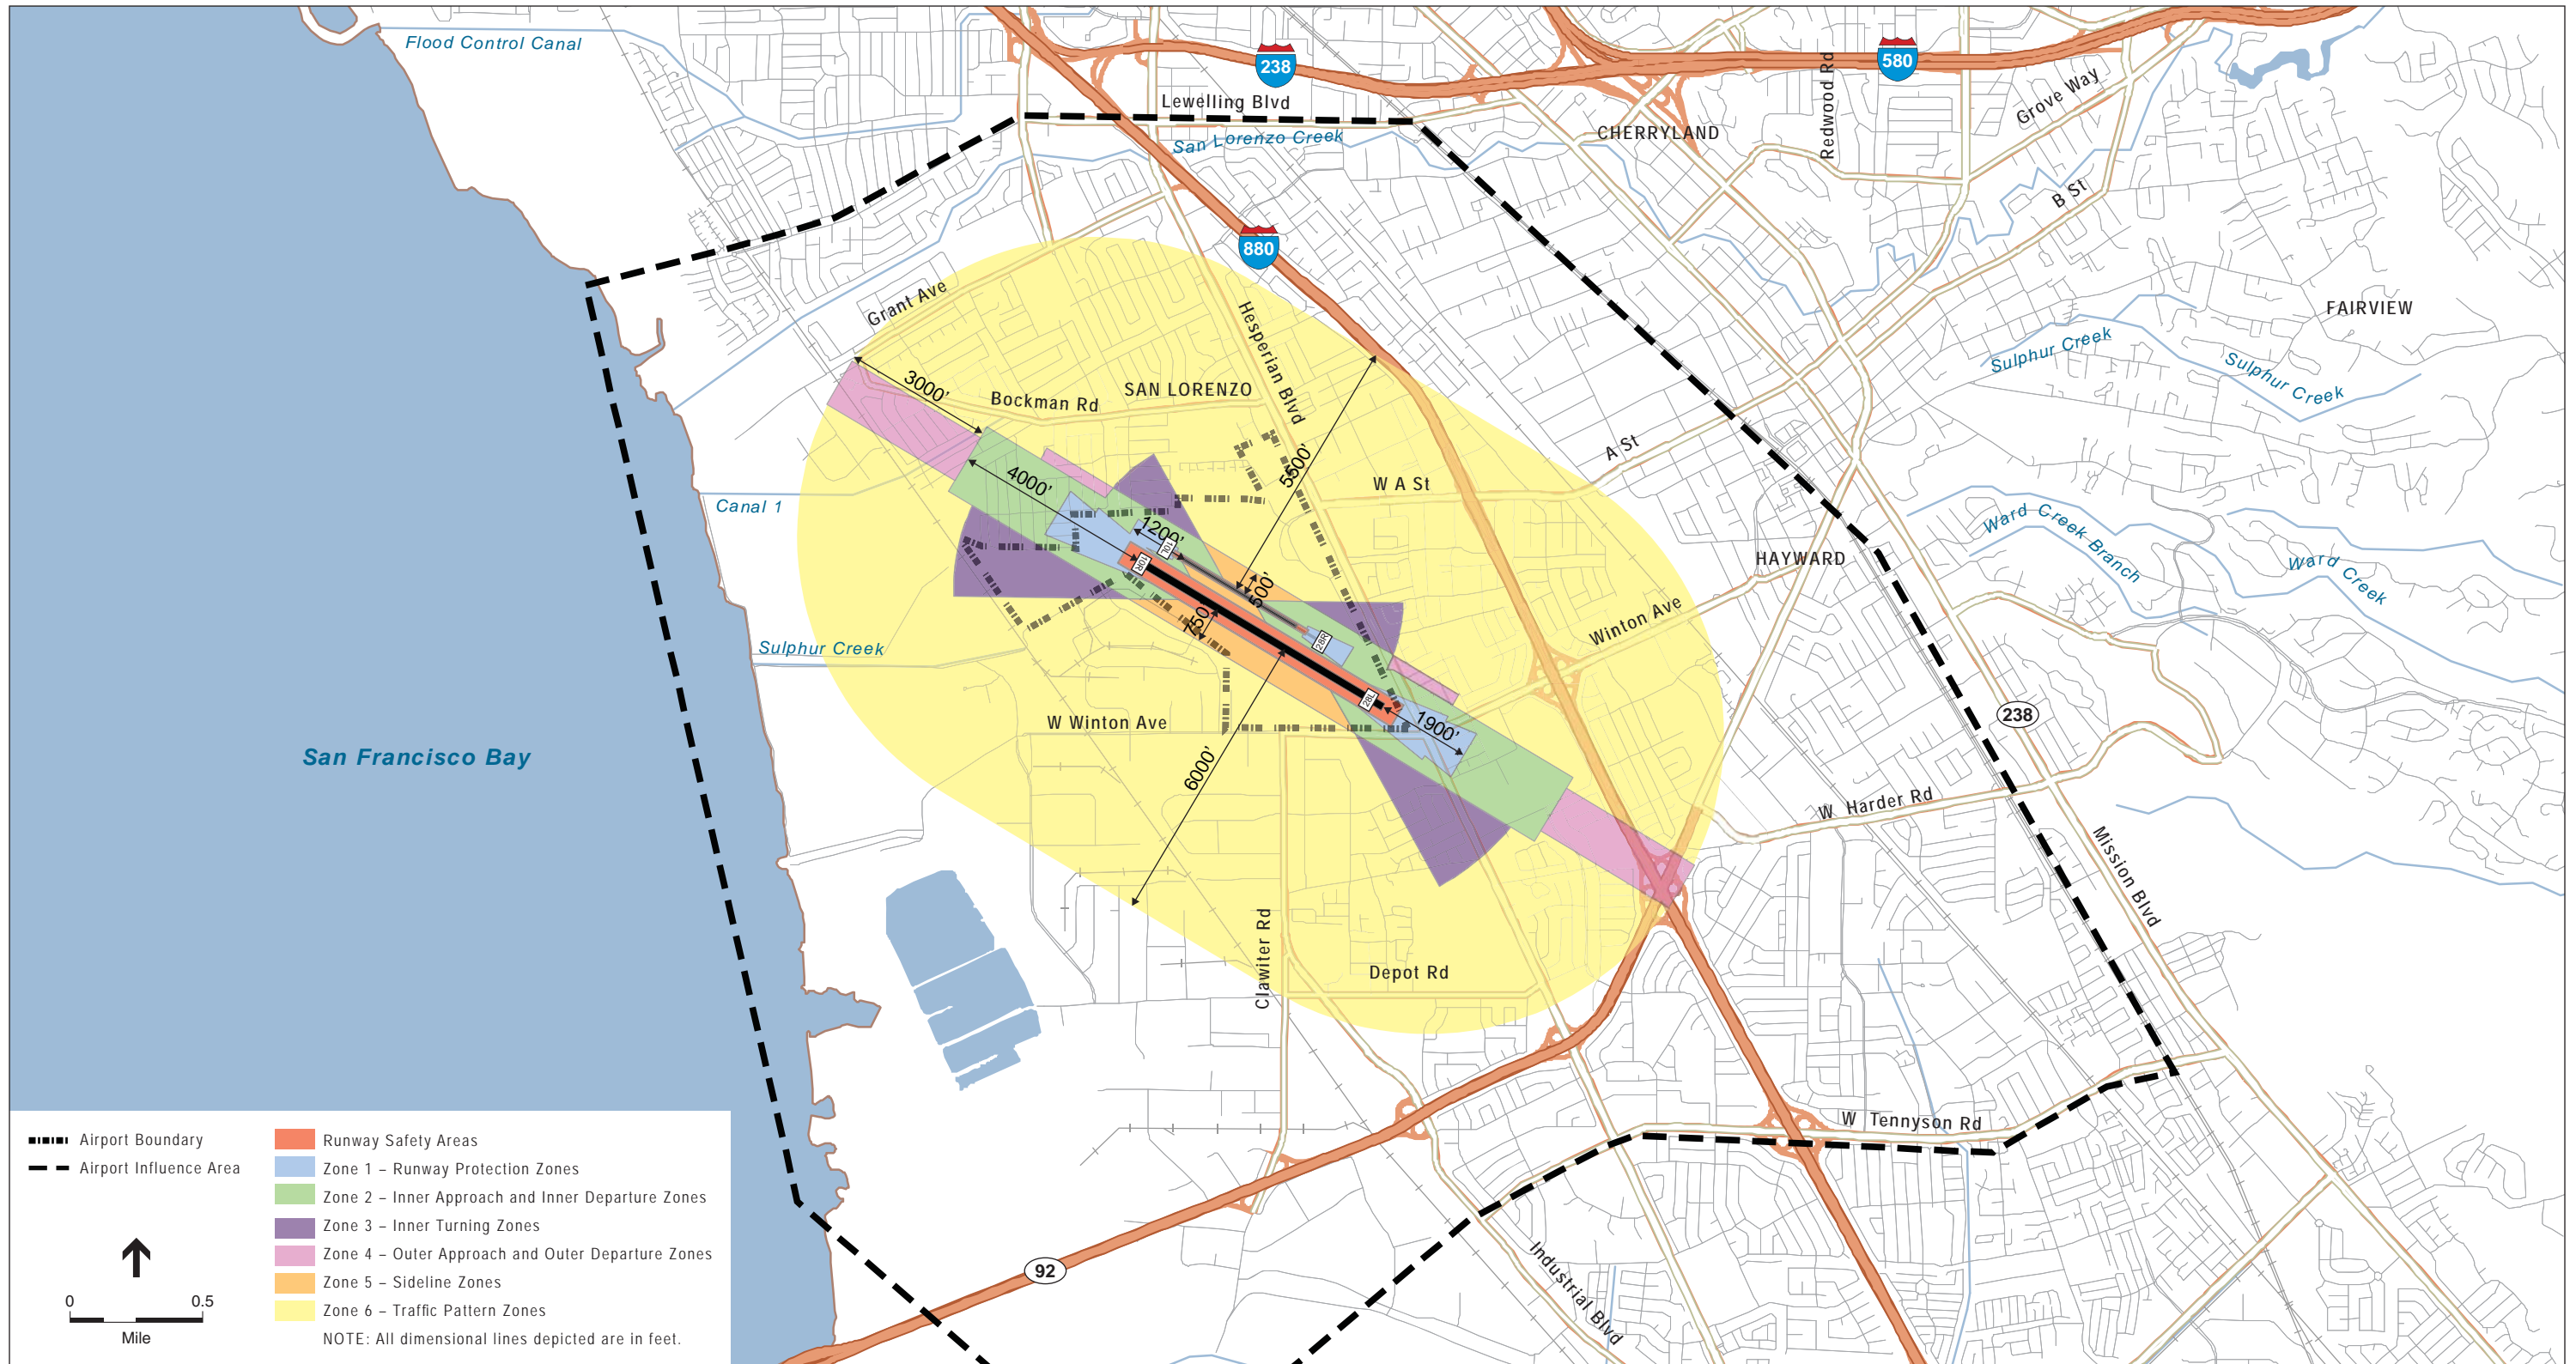 Flood Control Canal
238
580
Redwood Rd
Grove Way
Lewelling Blvd
San Lorenzo Creek
CHERRYLAND
B St
880
Grant Ave
Hesperian Blvd
FAIRVIEW
Sulphur Creek
Sulphur Creek
3000’
Bockman Rd
SAN LORENZO
5500’
A St
W A St
4000’
Canal 1
1200’
10L
10R
Ward Creek Branch
Ward Creek
HAYWARD
500’
750’
28R
Winton Ave
Sulphur Creek
28L
1900’
W Winton Ave
238
San Francisco Bay
6000’
W Harder Rd
Mission Blvd
Clawiter Rd
Depot Rd
W Tennyson Rd
92
Industrial Blvd
Airport Boundary
Airport Influence Area
0 0.5
Mile
Runway Safety Areas
Zone 1 – Runway Protection Zones
Zone 2 – Inner Approach and Inner Departure Zones
Zone 3 – Inner Turning Zones
Zone 4 – Outer Approach and Outer Departure Zones
Zone 5 – Sideline Zones
Zone 6 – Traffic Pattern Zones
NOTE: All dimensional lines depicted are in feet.